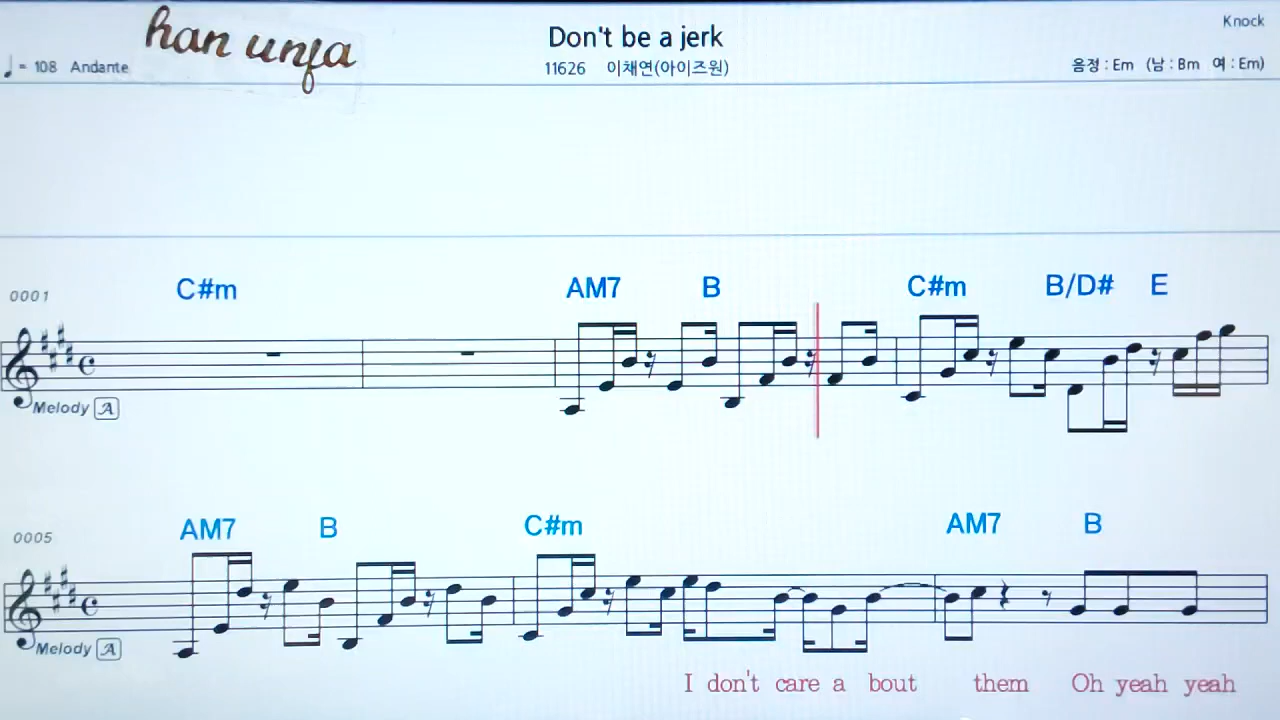 han unfa
Don't be a jerk
Knock
♩ = 108 Andante
11626 이채연(아이즈원)
음정 : Em (남 : Bm 여 : Em)
0001
C#m AM7 B C#m B/D# E
Melody A
0005
AM7 B C#m AM7 B
Melody A
I don't care a bout them Oh yeah yeah